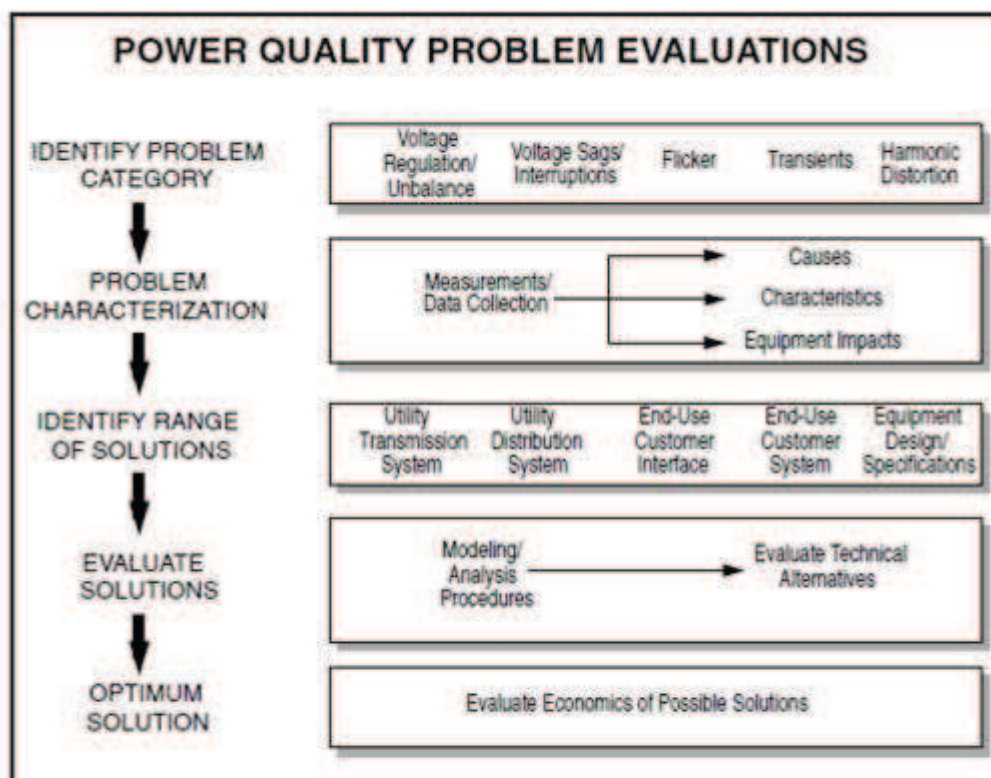 POWER QUALITY PROBLEM EVALUATIONS
IDENTIFY PROBLEM
CATEGORY
Voltage
Regulation/
Unbalance
Voltage Sags/
Interruptions
Flicker
Transients
Harmonic
Distortion
PROBLEM
CHARACTERIZATION
Measurements/
Data Collection
Causes
Characteristics
Equipment Impacts
IDENTIFY RANGE
OF SOLUTIONS
Utility
Transmission
System
Utility
Distribution
System
End-Use
Customer
Interface
End-Use
Customer
System
Equipment
Design/
Specifications
EVALUATE
SOLUTIONS
Modeling/
Analysis
Procedures
Evaluate Technical
Alternatives
OPTIMUM
SOLUTION
Evaluate Economics of Possible Solutions